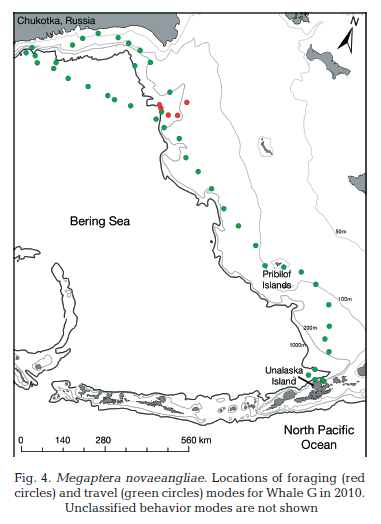 Chukotka, Russia
N
Bering Sea
50m
Pribilof
Islands
100m
200m
1000m
Unalaska
Island
North Pacific
Ocean
0 140 280 560 km
Fig. 4. Megaptera novaeangliae. Locations of foraging (red
circles) and travel (green circles) modes for Whale G in 2010.
Unclassified behavior modes are not shown